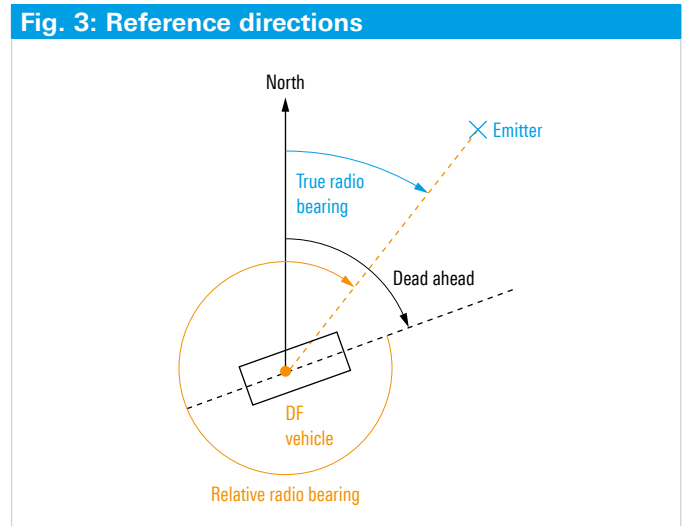 Fig. 3: Reference directions
North
Emitter
True radio
bearing
Dead ahead
DF
vehicle
Relative radio bearing